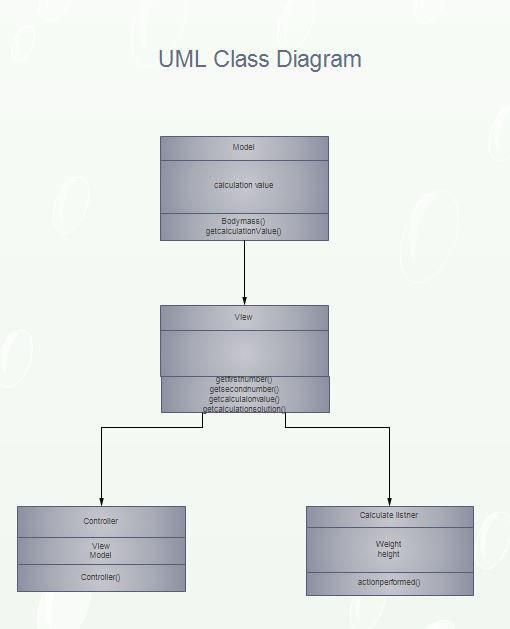 UML Class Diagram
Model
calculation value
Bodymass()
getcalculationValue()
View
getfirstnumber()
getsecondnumber()
getcalculaionvalue()
getcalculationsolution()
Controller
View
Model
Controller()
Calculate listner
Weight
height
actionperformed()